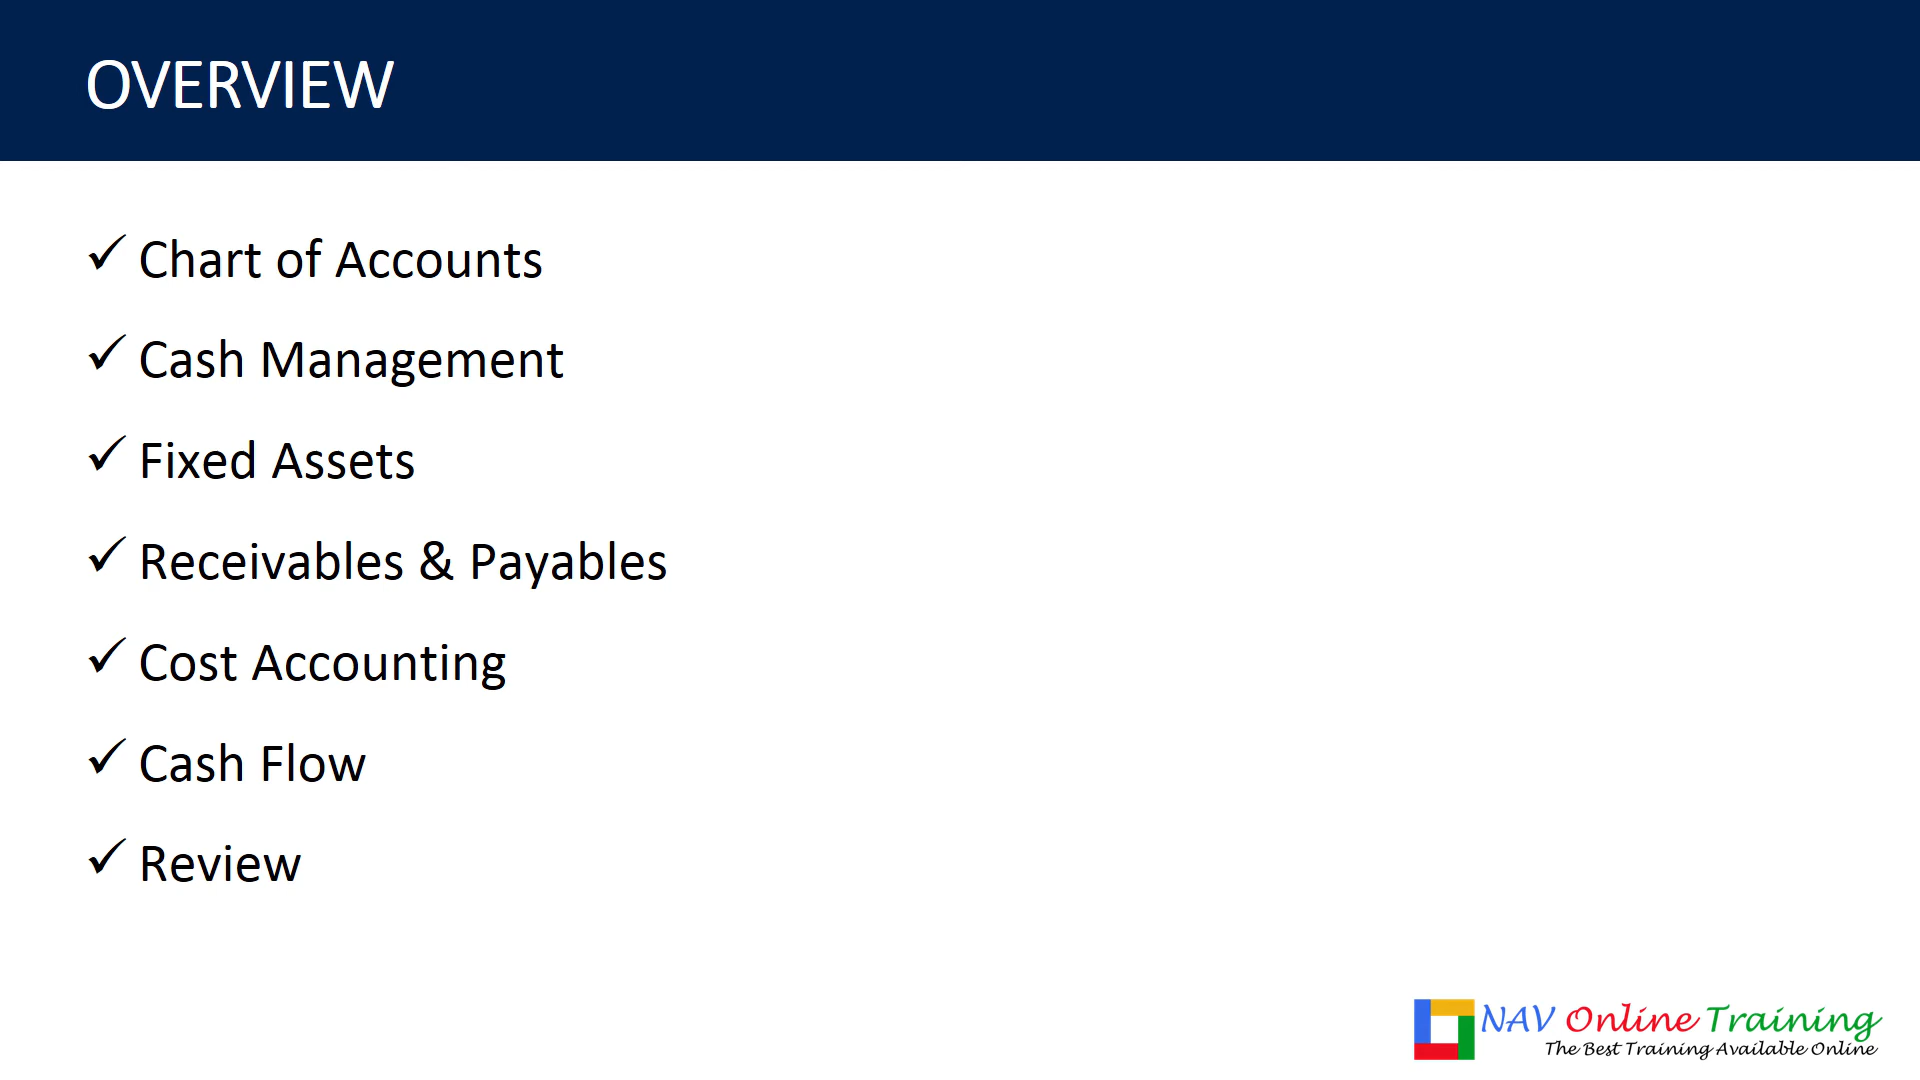 OVERVIEW
✓ Chart of Accounts
✓ Cash Management
✓ Fixed Assets
✓ Receivables & Payables
✓ Cost Accounting
✓ Cash Flow
✓ Review
NAV Online Training
The Best Training Available Online